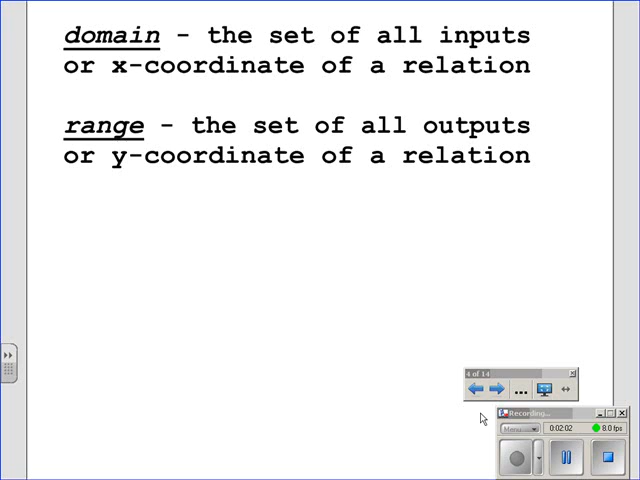 domain - the set of all inputs
or x-coordinate of a relation
range - the set of all outputs
or y-coordinate of a relation
4 of 14
...
Recording...
Menu
0:02:02
8.0 fps